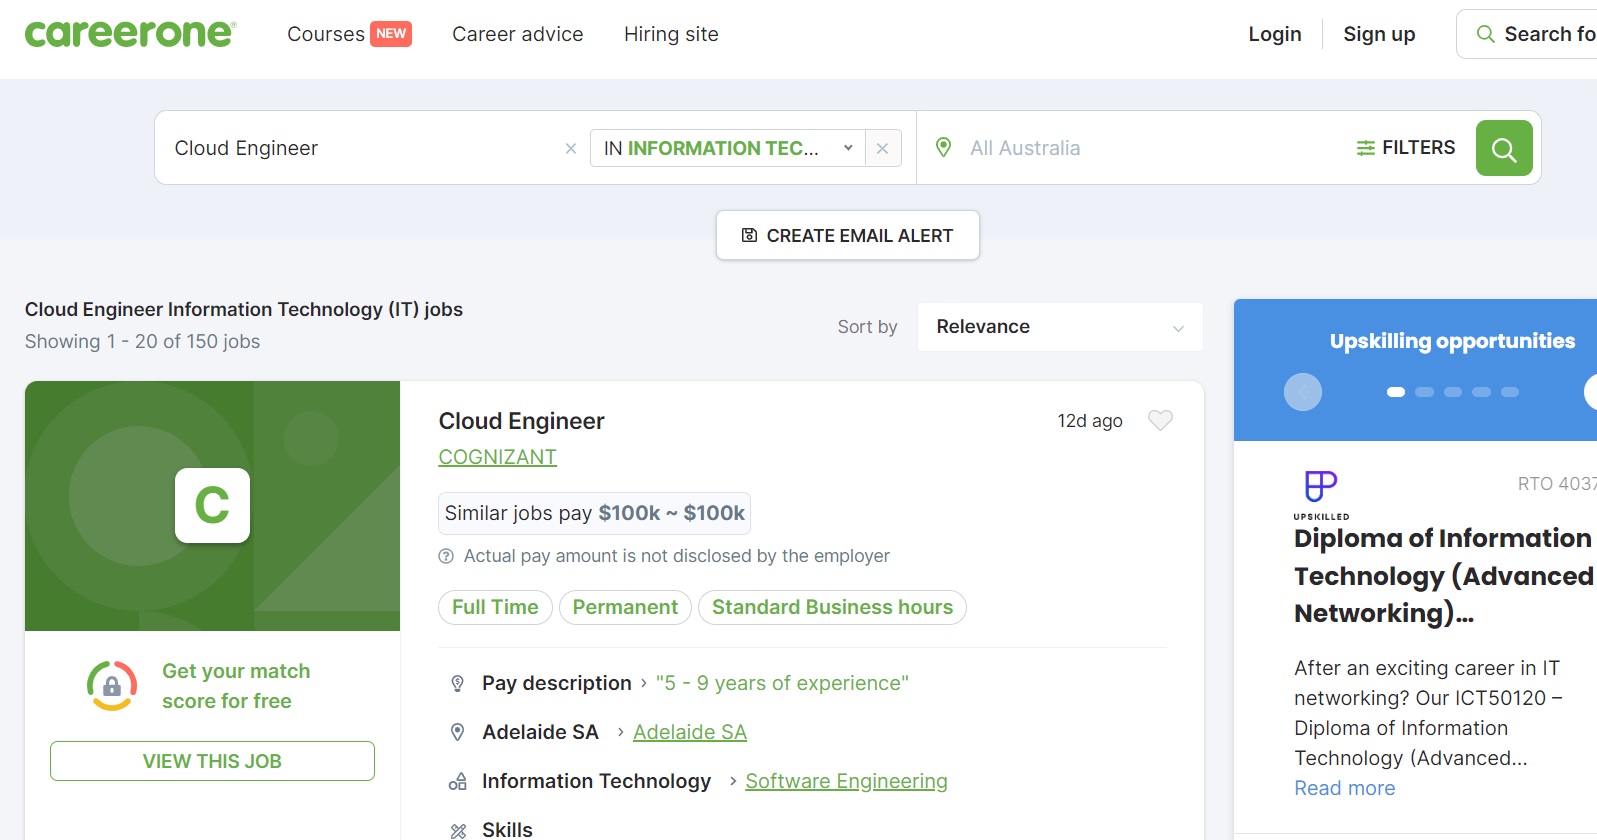 careerone®
Courses NEW Career advice Hiring site Login Sign up Search fo
Cloud Engineer × IN INFORMATION TEC... × All Australia FILTERS
CREATE EMAIL ALERT
Cloud Engineer Information Technology (IT) jobs
Showing 1 - 20 of 150 jobs
Sort by Relevance
C
Get your match
score for free
VIEW THIS JOB
Cloud Engineer 12d ago
COGNIZANT
Similar jobs pay $100k ~ $100k
Actual pay amount is not disclosed by the employer
Full Time Permanent Standard Business hours
Pay description › "5 - 9 years of experience"
Adelaide SA › Adelaide SA
Information Technology › Software Engineering
Skills
Upskilling opportunities
UPSKILLED
RTO 4037
Diploma of Information
Technology (Advanced
Networking)...
After an exciting career in IT
networking? Our ICT50120 –
Diploma of Information
Technology (Advanced...
Read more